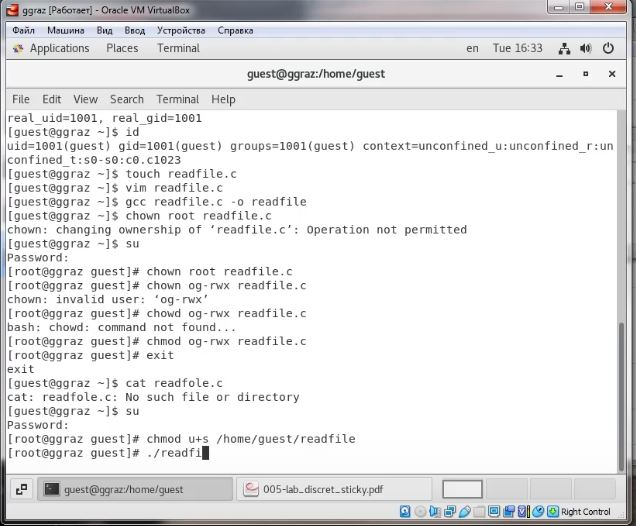 ggraz [Работает] - Oracle VM VirtualBox
Файл Машина Вид Ввод Устройства Справка
Applications Places Terminal en Tue 16:33
guest@ggraz:/home/guest
File Edit View Search Terminal Help
real_uid=1001, real_gid=1001
[guest@ggraz ~]$ id
uid=1001(guest) gid=1001(guest) groups=1001(guest) context=unconfined_u:unconfined_r:un
confined_t:s0-s0:c0.c1023
[guest@ggraz ~]$ touch readfile.c
[guest@ggraz ~]$ vim readfile.c
[guest@ggraz ~]$ gcc readfile.c -o readfile
[guest@ggraz ~]$ chown root readfile.c
chown: changing ownership of ‘readfile.c’: Operation not permitted
[guest@ggraz ~]$ su
Password:
[root@ggraz guest]# chown root readfile.c
[root@ggraz guest]# chown og-rwx readfile.c
chown: invalid user: ‘og-rwx’
[root@ggraz guest]# chowd og-rwx readfile.c
bash: chowd: command not found...
[root@ggraz guest]# chmod og-rwx readfile.c
[root@ggraz guest]# exit
exit
[guest@ggraz ~]$ cat readfole.c
cat: readfole.c: No such file or directory
[guest@ggraz ~]$ su
Password:
[root@ggraz guest]# chmod u+s /home/guest/readfile
[root@ggraz guest]# ./readfi
guest@ggraz:/home/guest 005-lab_discret_sticky.pdf
Right Control